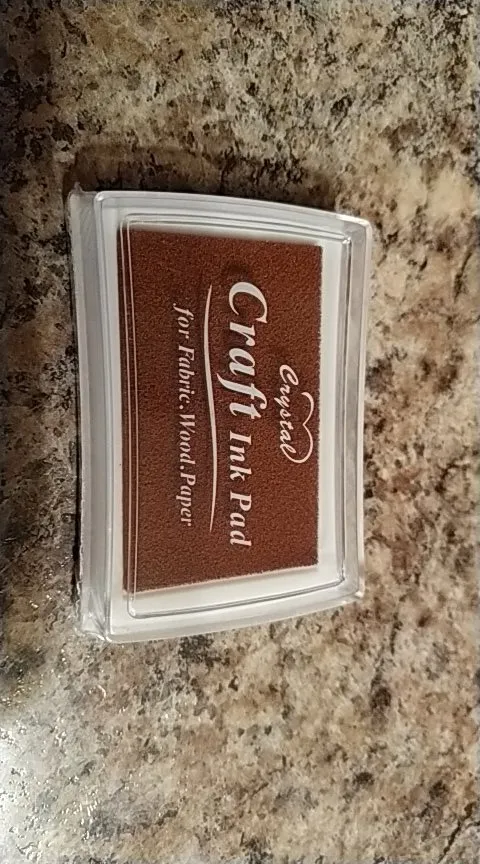 Crystal
Craft Ink Pad
for Fabric.Wood.Paper